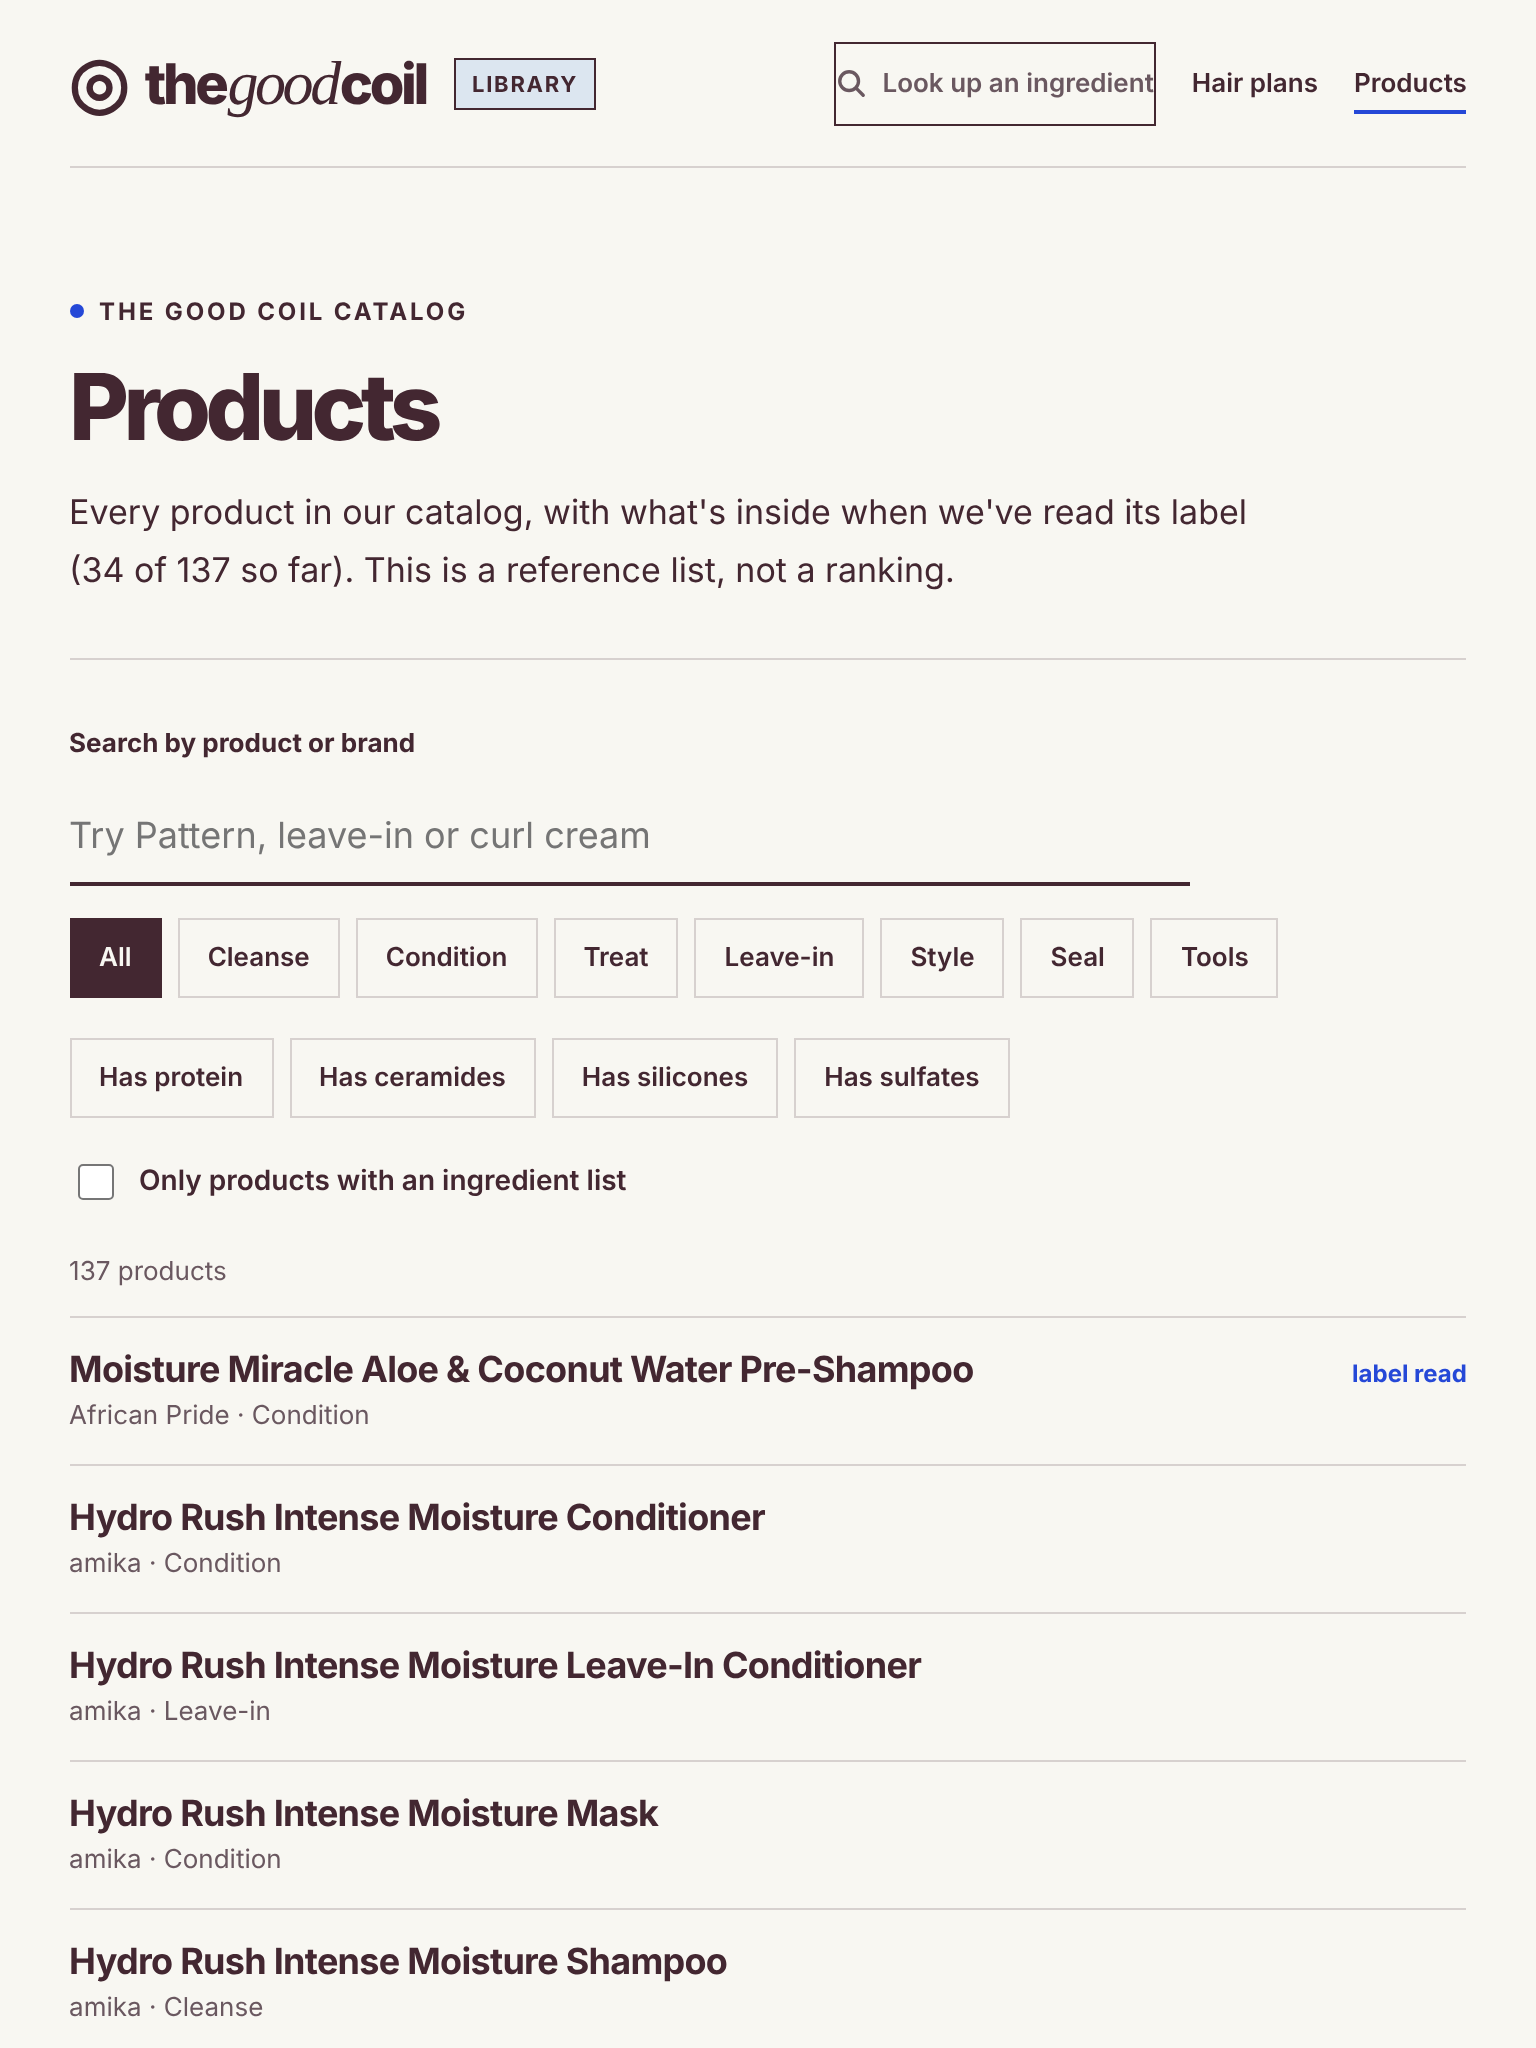 thegoodcoil LIBRARY Look up an ingredient Hair plans Products
THE GOOD COIL CATALOG
Products
Every product in our catalog, with what's inside when we've read its label
(34 of 137 so far). This is a reference list, not a ranking.
Search by product or brand
Try Pattern, leave-in or curl cream
All Cleanse Condition Treat Leave-in Style Seal Tools
Has protein Has ceramides Has silicones Has sulfates
Only products with an ingredient list
137 products
Moisture Miracle Aloe & Coconut Water Pre-Shampoo label read
African Pride · Condition
Hydro Rush Intense Moisture Conditioner
amika · Condition
Hydro Rush Intense Moisture Leave-In Conditioner
amika · Leave-in
Hydro Rush Intense Moisture Mask
amika · Condition
Hydro Rush Intense Moisture Shampoo
amika · Cleanse